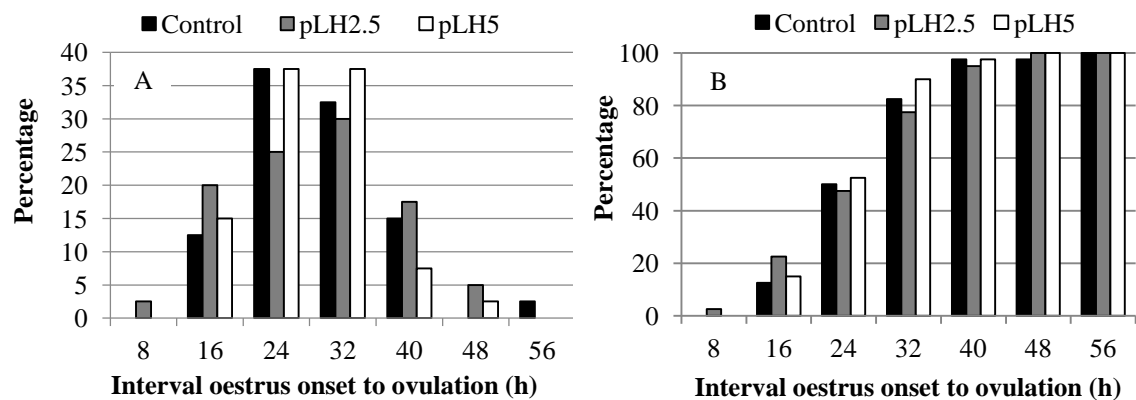 Control pLH2.5 pLH5
A
Percentage
40
35
30
25
20
15
10
5
0
8 16 24 32 40 48 56
Interval oestrus onset to ovulation (h)
Control pLH2.5 pLH5
B
Percentage
100
80
60
40
20
0
8 16 24 32 40 48 56
Interval oestrus onset to ovulation (h)